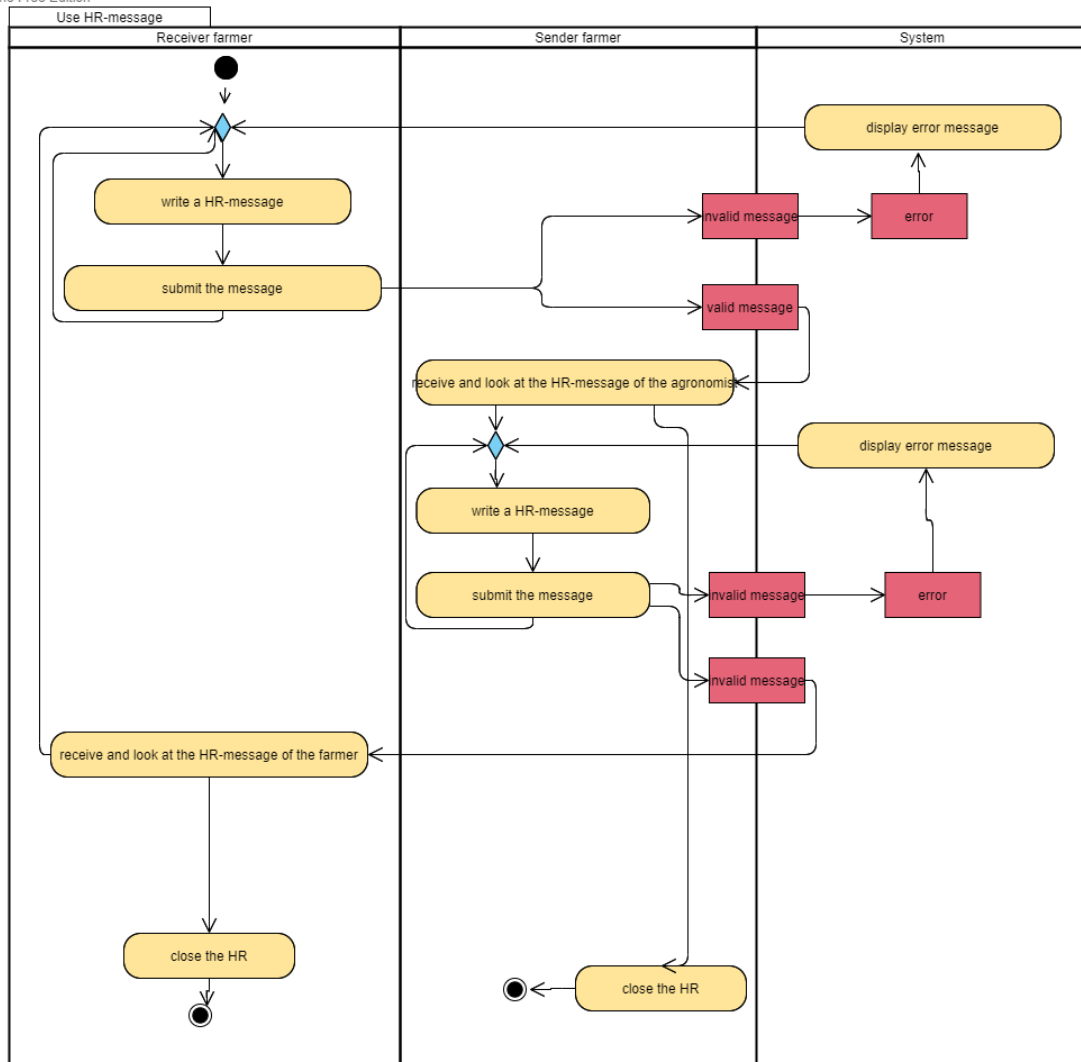 Use HR-message
Receiver farmer
Sender farmer
System
display error message
write a HR-message
invalid message
error
submit the message
valid message
receive and look at the HR-message of the agronomist
display error message
write a HR-message
submit the message
invalid message
error
invalid message
receive and look at the HR-message of the farmer
close the HR
close the HR